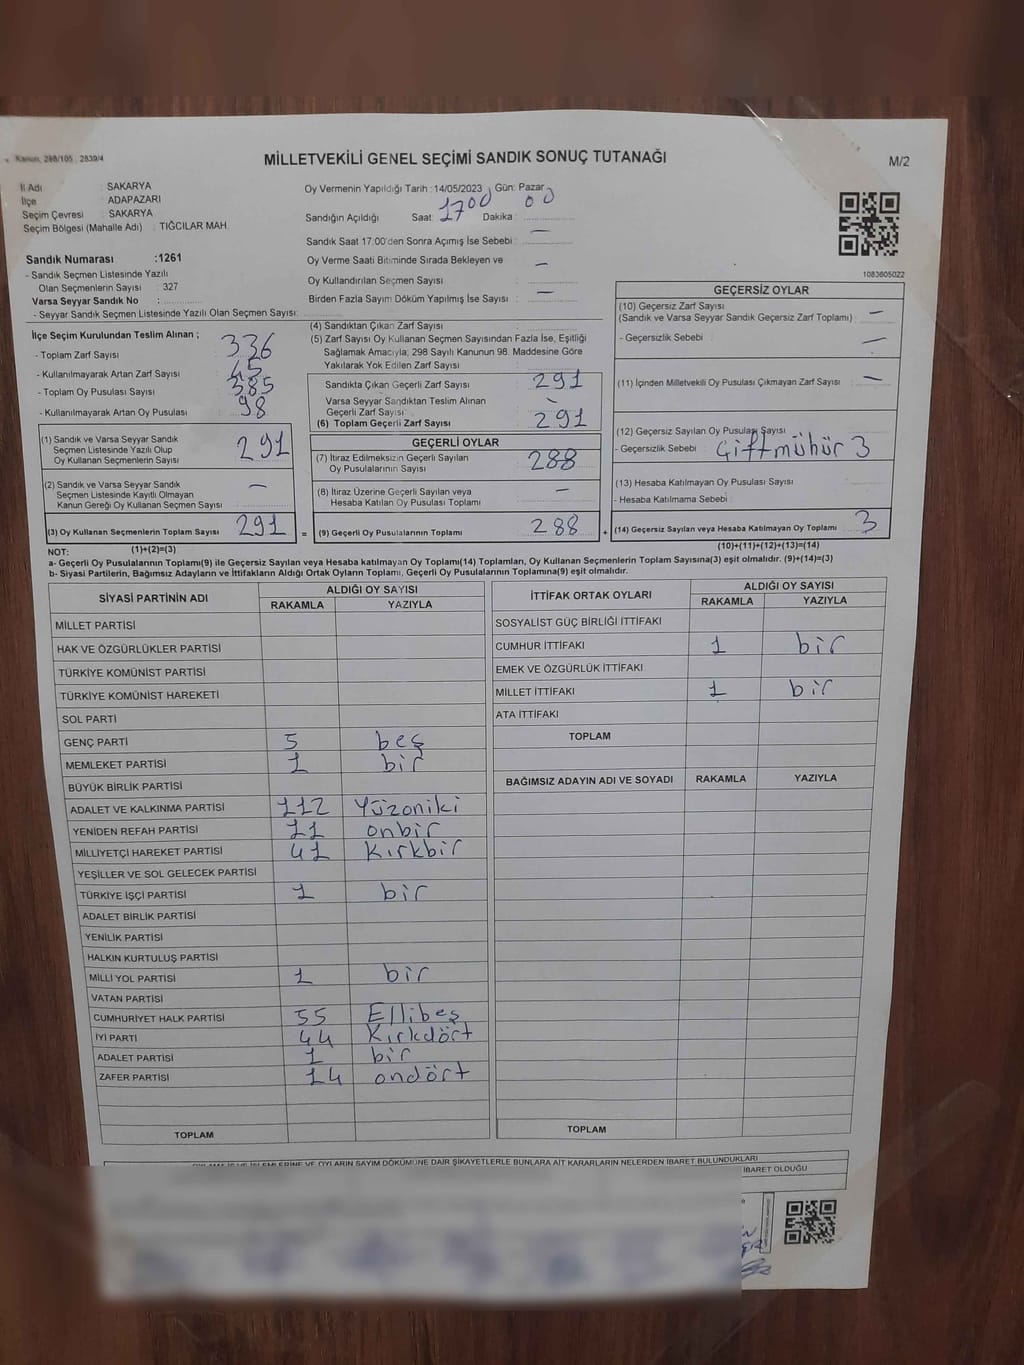 Kanun, 298/105 , 2839/4
MİLLETVEKİLİ GENEL SEÇİMİ SANDIK SONUÇ TUTANAĞI
M/2
İl Adı : SAKARYA
İlçe : ADAPAZARI
Seçim Çevresi : SAKARYA
Seçim Bölgesi (Mahalle Adı) : TIĞCILAR MAH.
Sandık Numarası :1261
- Sandık Seçmen Listesinde Yazılı
Olan Seçmenlerin Sayısı : 327
Varsa Seyyar Sandık No :
- Seyyar Sandık Seçmen Listesinde Yazılı Olan Seçmen Sayısı:
Oy Vermenin Yapıldığı Tarih : 14/05/2023 , Gün: Pazar
Sandığın Açıldığı Saat: 1700 Dakika : 00
Sandık Saat 17:00'den Sonra Açımış İse Sebebi : —
Oy Verme Saati Bitiminde Sırada Bekleyen ve
Oy Kullandırılan Seçmen Sayısı : —
Birden Fazla Sayım Döküm Yapılmış İse Sayısı : —
1083605022
İlçe Seçim Kurulundan Teslim Alınan ;
- Toplam Zarf Sayısı : 336
- Kullanılmayarak Artan Zarf Sayısı : 45
- Toplam Oy Pusulası Sayısı : 385
- Kullanılmayarak Artan Oy Pusulası : 98
(1) Sandık ve Varsa Seyyar Sandık
Seçmen Listesinde Yazılı Olup
Oy Kullanan Seçmenlerin Sayısı : 291
(2) Sandık ve Varsa Seyyar Sandık
Seçmen Listesinde Kayıtlı Olmayan
Kanun Gereği Oy Kullanan Seçmen Sayısı : —
(3) Oy Kullanan Seçmenlerin Toplam Sayısı : 291 =
(4) Sandıktan Çıkan Zarf Sayısı :
(5) Zarf Sayısı Oy Kullanan Seçmen Sayısından Fazla İse, Eşitliği
Sağlamak Amacıyla; 298 Sayılı Kanunun 98. Maddesine Göre
Yakılarak Yok Edilen Zarf Sayısı :
Sandıkta Çıkan Geçerli Zarf Sayısı : 291
Varsa Seyyar Sandıktan Teslim Alınan
Geçerli Zarf Sayısı :
(6) Toplam Geçerli Zarf Sayısı : 291
GEÇERLİ OYLAR
(7) İtiraz Edilmeksizin Geçerli Sayılan
Oy Pusulalarının Sayısı : 288
(8) İtiraz Üzerine Geçerli Sayılan veya
Hesaba Katılan Oy Pusulası Toplamı : —
(9) Geçerli Oy Pusulalarının Toplamı : 288 +
GEÇERSİZ OYLAR
(10) Geçersiz Zarf Sayısı
(Sandık ve Varsa Seyyar Sandık Geçersiz Zarf Toplamı) : —
- Geçersizlik Sebebi : —
(11) İçinden Milletvekili Oy Pusulası Çıkmayan Zarf Sayısı : —
(12) Geçersiz Sayılan Oy Pusulası Sayısı
- Geçersizlik Sebebi : Çift mühür 3
(13) Hesaba Katılmayan Oy Pusulası Sayısı :
- Hesaba Katılmama Sebebi :
(14) Geçersiz Sayılan veya Hesaba Katılmayan Oy Toplamı : 3
NOT: (1)+(2)=(3)
(10)+(11)+(12)+(13)=(14)
a- Geçerli Oy Pusulalarının Toplamı(9) ile Geçersiz Sayılan veya Hesaba katılmayan Oy Toplamı(14) Toplamları, Oy Kullanan Seçmenlerin Toplam Sayısına(3) eşit olmalıdır. (9)+(14)=(3)
b- Siyasi Partilerin, Bağımsız Adayların ve İttifakların Aldığı Ortak Oyların Toplamı, Geçerli Oy Pusulalarının Toplamına(9) eşit olmalıdır.
SİYASİ PARTİNİN ADI
ALDIĞI OY SAYISI
RAKAMLA YAZIYLA
MİLLET PARTİSİ
HAK VE ÖZGÜRLÜKLER PARTİSİ
TÜRKİYE KOMÜNİST PARTİSİ
TÜRKİYE KOMÜNİST HAREKETİ
SOL PARTİ
GENÇ PARTİ 5 beş
MEMLEKET PARTİSİ 1 bir
BÜYÜK BİRLİK PARTİSİ
ADALET VE KALKINMA PARTİSİ 112 Yüzoniki
YENİDEN REFAH PARTİSİ 11 onbir
MİLLİYETÇİ HAREKET PARTİSİ 41 Kırkbir
YEŞİLLER VE SOL GELECEK PARTİSİ
TÜRKİYE İŞÇİ PARTİSİ 1 bir
ADALET BİRLİK PARTİSİ
YENİLİK PARTİSİ
HALKIN KURTULUŞ PARTİSİ
MİLLİ YOL PARTİSİ 1 bir
VATAN PARTİSİ
CUMHURİYET HALK PARTİSİ 55 Ellibeş
İYİ PARTİ 44 Kırkdört
ADALET PARTİSİ 1 bir
ZAFER PARTİSİ 14 ondört
TOPLAM
İTTİFAK ORTAK OYLARI
ALDIĞI OY SAYISI
RAKAMLA YAZIYLA
SOSYALİST GÜÇ BİRLİĞİ İTTİFAKI
CUMHUR İTTİFAKI 1 bir
EMEK VE ÖZGÜRLÜK İTTİFAKI
MİLLET İTTİFAKI 1 bir
ATA İTTİFAKI
TOPLAM
BAĞIMSIZ ADAYIN ADI VE SOYADI RAKAMLA YAZIYLA
TOPLAM
OYLAMA İŞ VE İŞLEMLERİNE VE OYLARIN SAYIM DÖKÜMÜNE DAİR ŞİKAYETLERLE BUNLARA AİT KARARLARIN NELERDEN İBARET BULUNDUKLARI
İBARET OLDUĞU